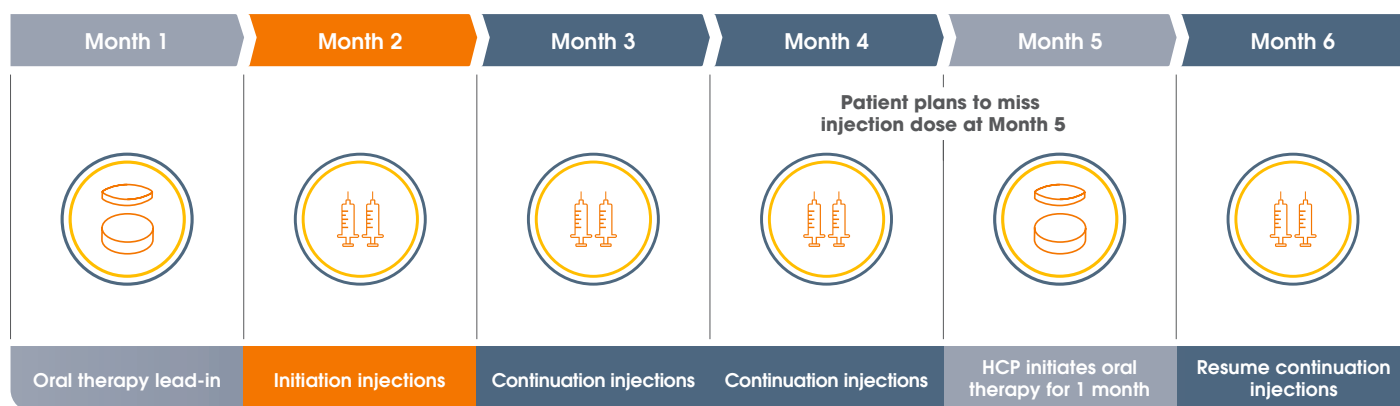 Month 1
Month 2
Month 3
Month 4
Month 5
Month 6
Patient plans to miss
injection dose at Month 5
Oral therapy lead-in
Initiation injections
Continuation injections
Continuation injections
HCP initiates oral
therapy for 1 month
Resume continuation
injections